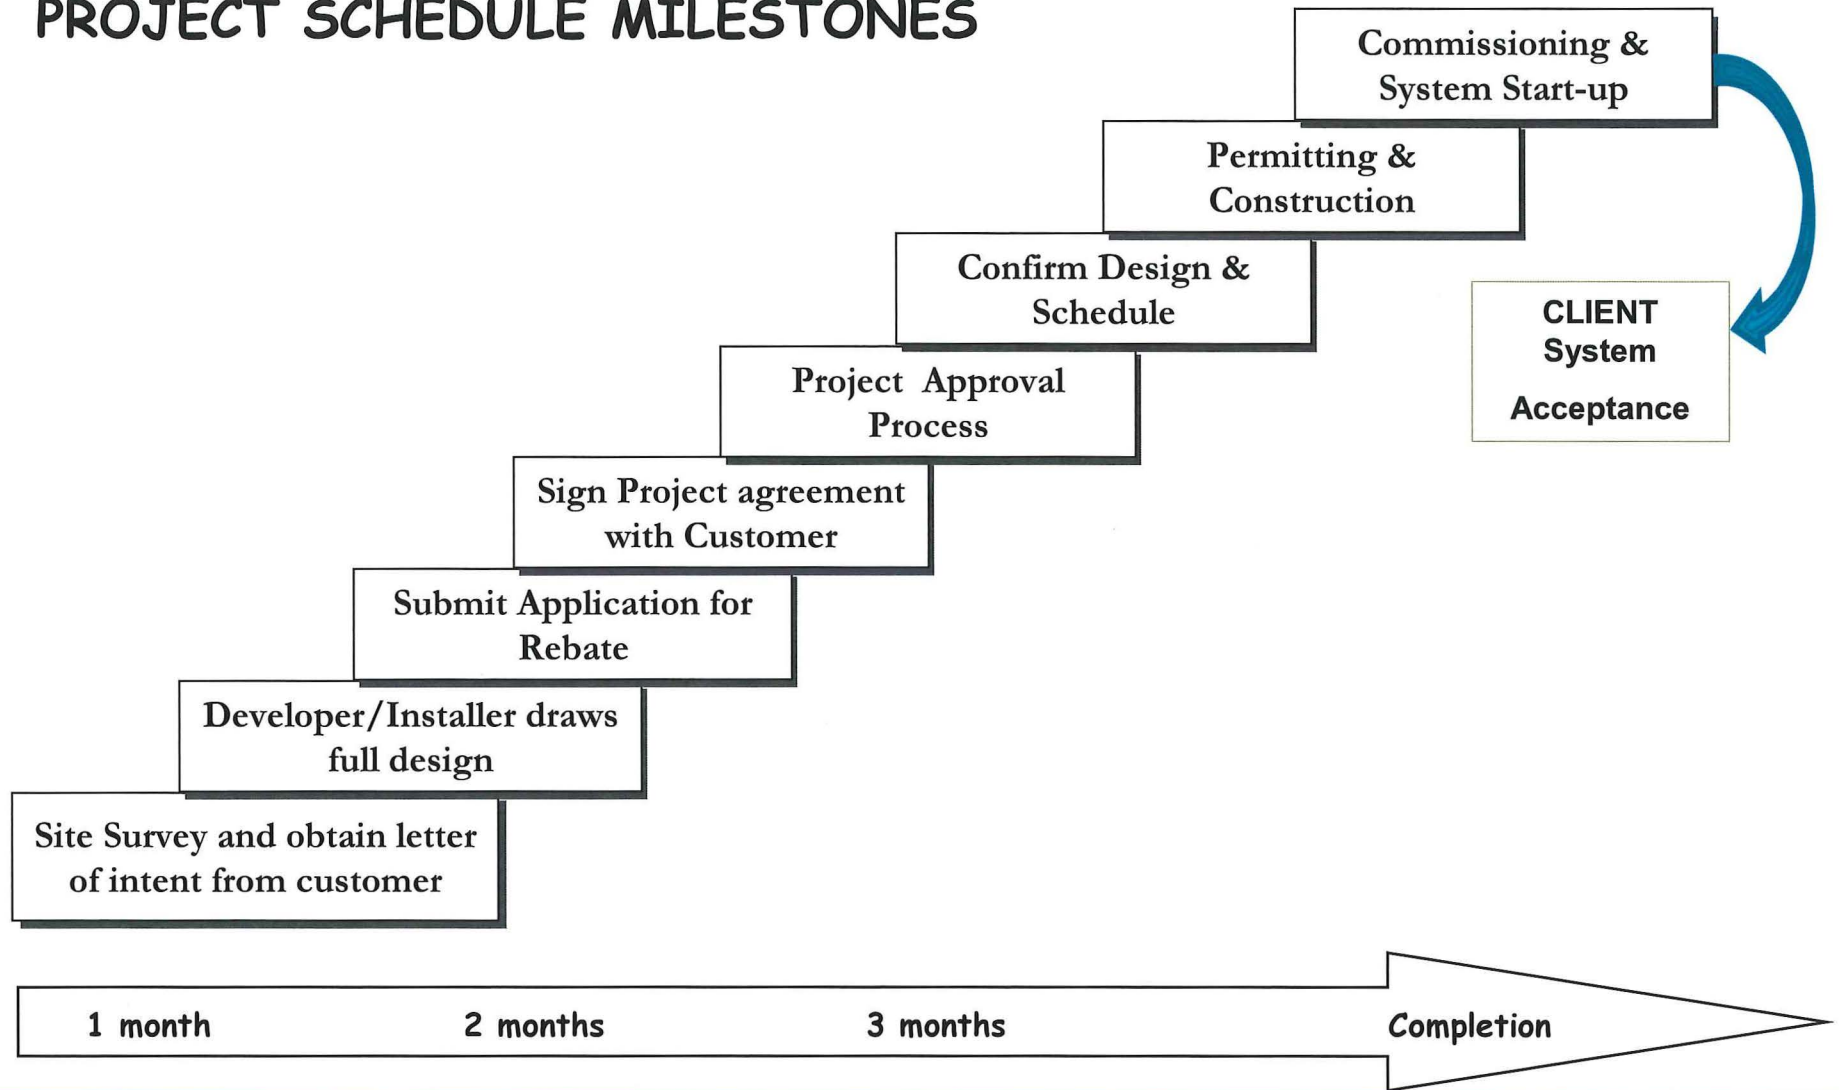 PROJECT SCHEDULE MILESTONES
Commissioning &
System Start-up
Permitting &
Construction
Confirm Design &
Schedule
CLIENT
System
Acceptance
Project Approval
Process
Sign Project agreement
with Customer
Submit Application for
Rebate
Developer/Installer draws
full design
Site Survey and obtain letter
of intent from customer
1 month
2 months
3 months
Completion